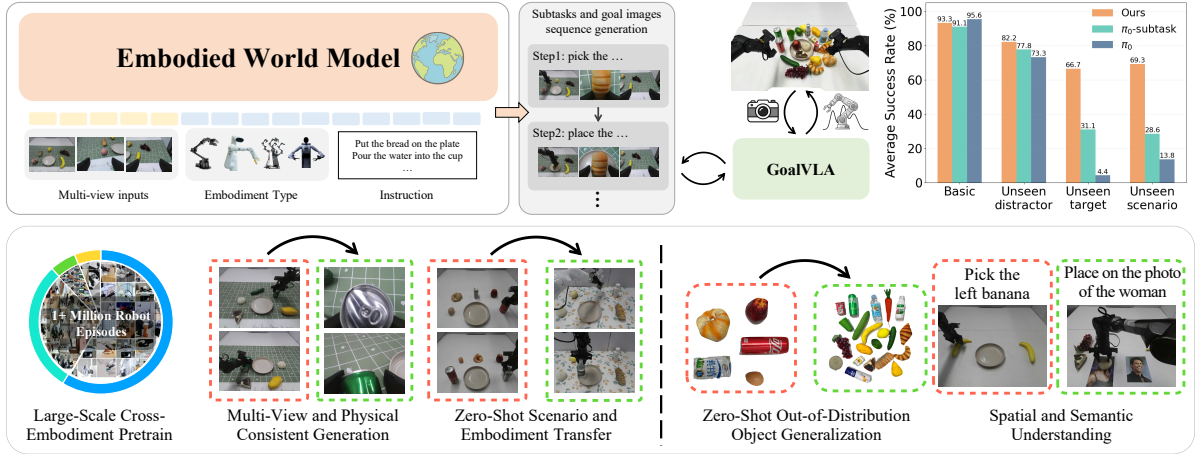 Embodied World Model
Multi-view inputs
Embodiment Type
Put the bread on the plate
Pour the water into the cup
...
Instruction
Subtasks and goal images
sequence generation
Step1: pick the ...
Step2: place the ...
GoalVLA
Average Success Rate (%)
100
80
60
40
20
0
Ours
π₀-subtask
π₀
93.3
91.1
95.6
82.2
77.8
73.3
66.7
31.1
4.4
69.3
28.6
13.8
Basic
Unseen
distractor
Unseen
target
Unseen
scenario
1+ Million Robot
Episodes
Large-Scale Cross-
Embodiment Pretrain
Multi-View and Physical
Consistent Generation
Zero-Shot Scenario and
Embodiment Transfer
Zero-Shot Out-of-Distribution
Object Generalization
Pick the
left banana
Place on the photo
of the woman
Spatial and Semantic
Understanding